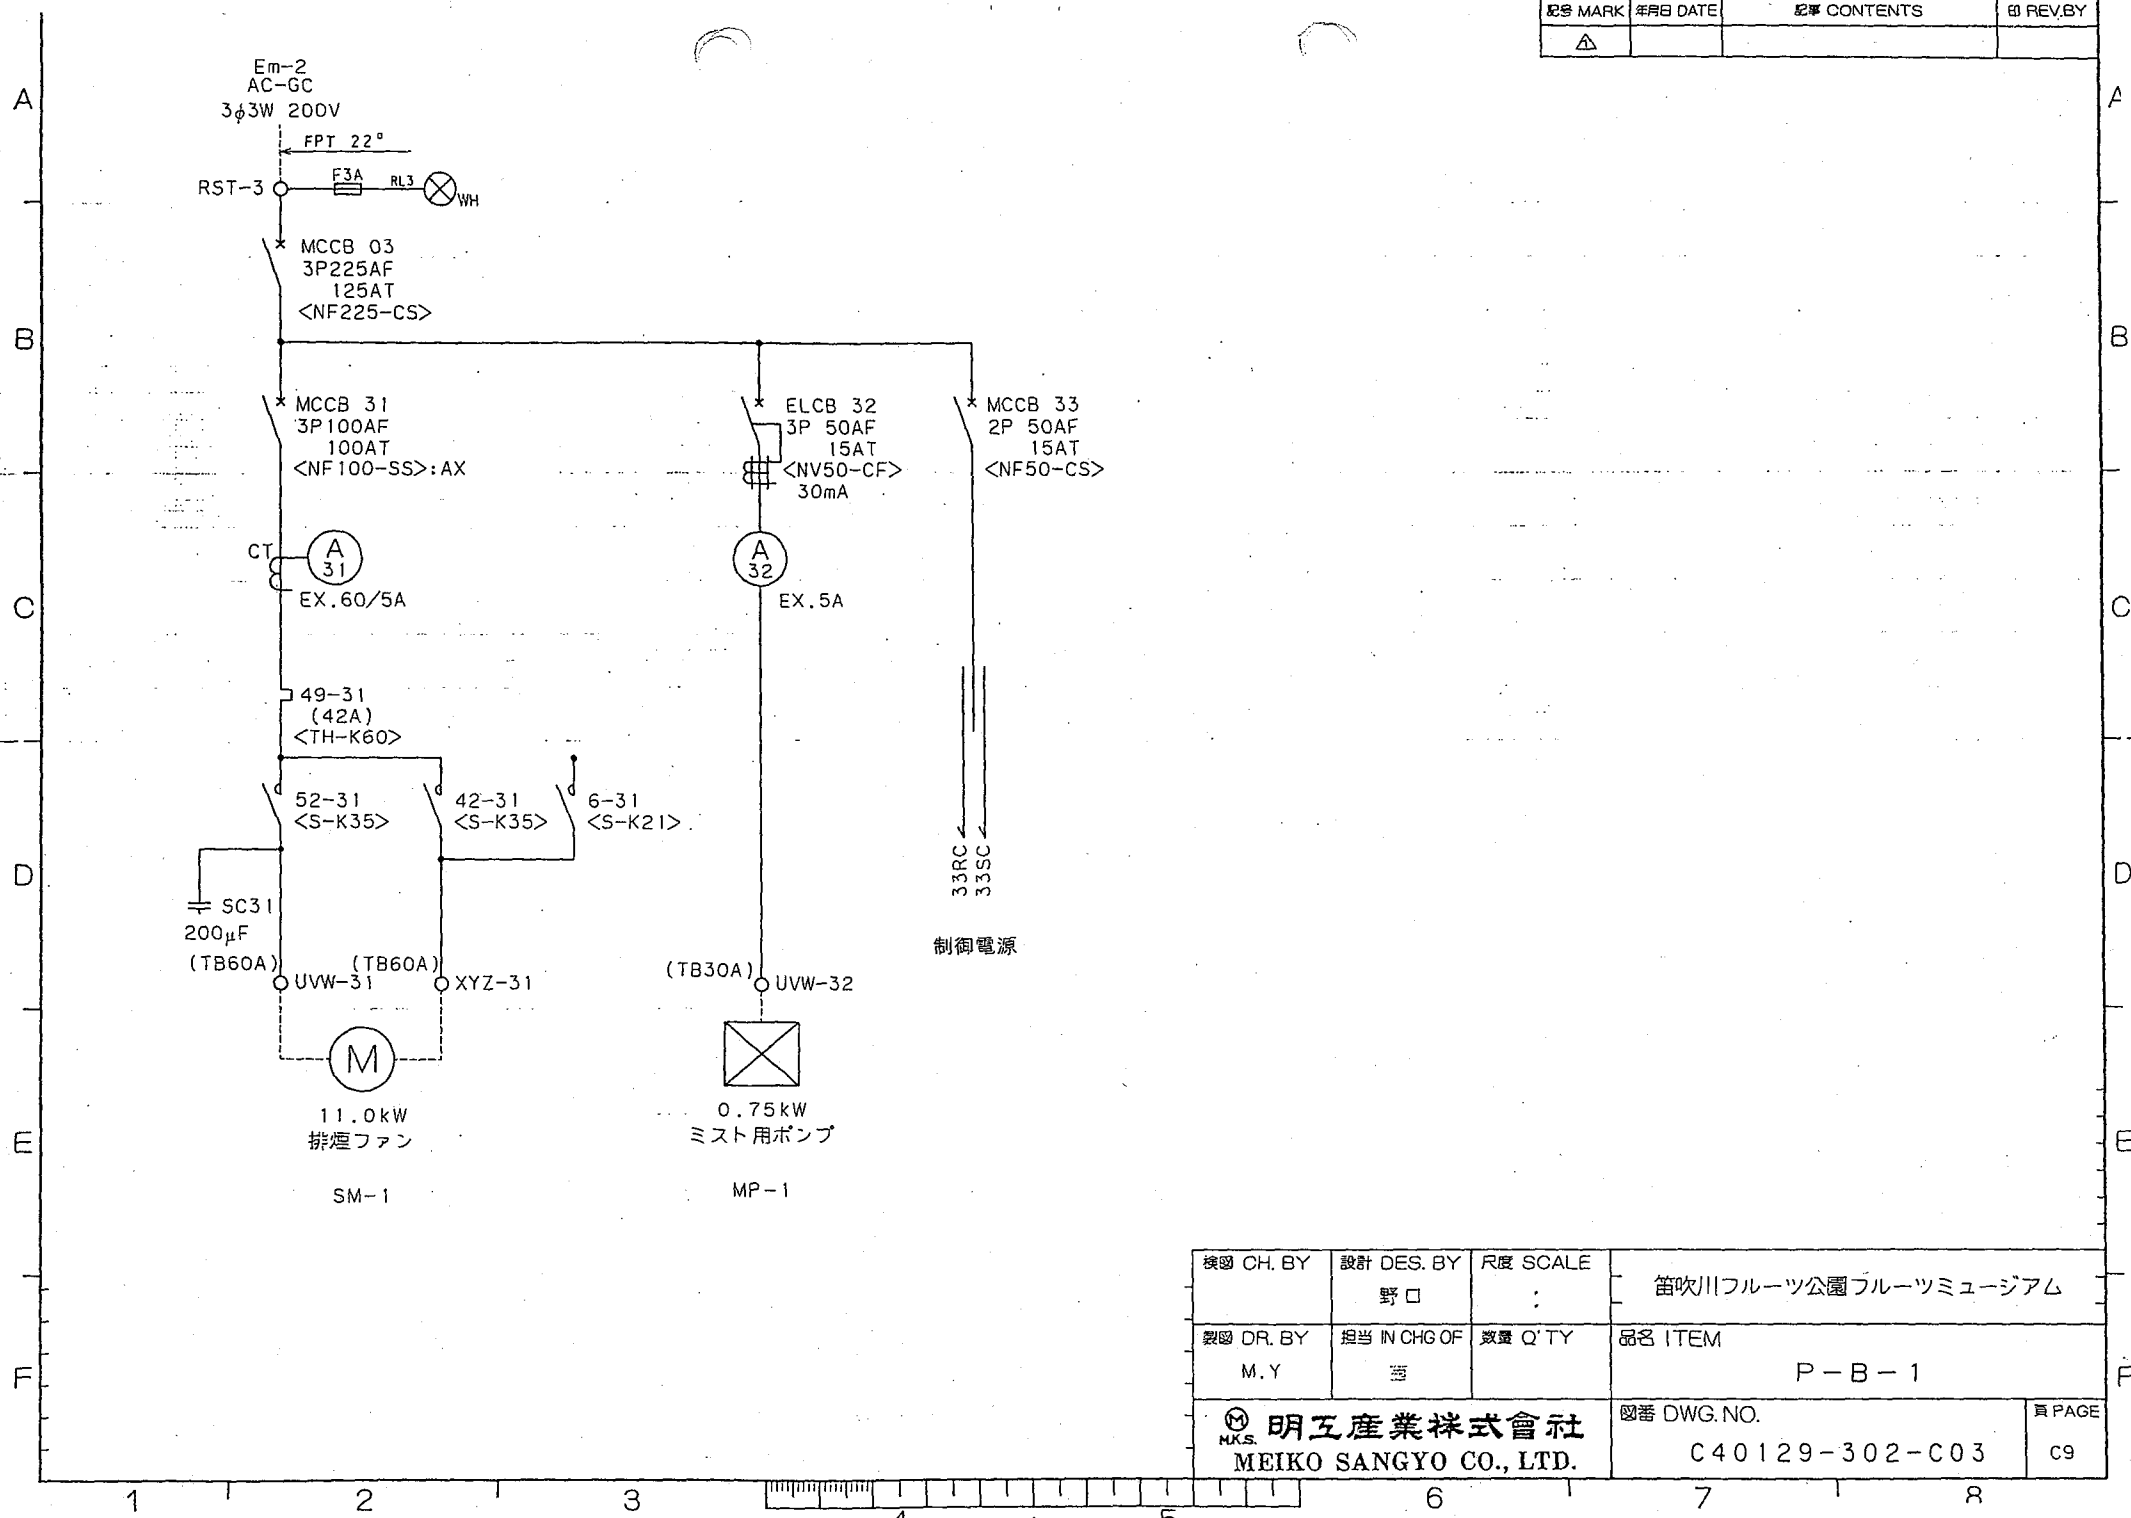 記号 MARK
年月日 DATE
記事 CONTENTS
印 REV.BY
1
Em-2
AC-GC
3φ3W 200V
FPT 22□
RST-3
F3A
RL3
WH
MCCB 03
3P225AF
125AT
<NF225-CS>
MCCB 31
3P100AF
100AT
<NF100-SS>:AX
ELCB 32
3P 50AF
15AT
<NV50-CF>
30mA
MCCB 33
2P 50AF
15AT
<NF50-CS>
CT
A
31
EX.60/5A
A
32
EX.5A
49-31
(42A)
<TH-K60>
52-31
<S-K35>
42-31
<S-K35>
6-31
<S-K21>
33RC
33SC
制御電源
SC31
200μF
(TB60A)
UVW-31
(TB60A)
XYZ-31
(TB30A)
UVW-32
M
11.0kW
排煙ファン
SM-1
0.75kW
ミスト用ポンプ
MP-1
検図 CH. BY
設計 DES. BY
野口
尺度 SCALE
:
笛吹川フルーツ公園フルーツミュージアム
製図 DR. BY
M.Y
担当 IN CHG OF
数量 Q'TY
品名 ITEM
P-B-1
M
M.K.S.
明工産業株式會社
MEIKO SANGYO CO., LTD.
図番 DWG. NO.
C40129-302-C03
頁 PAGE
C9
A
B
C
D
E
F
A
B
C
D
E
F
1
2
3
4
5
6
7
8